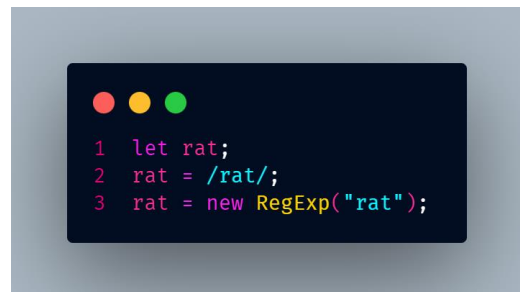 1 let rat;
2 rat = /rat/;
3 rat = new RegExp("rat");